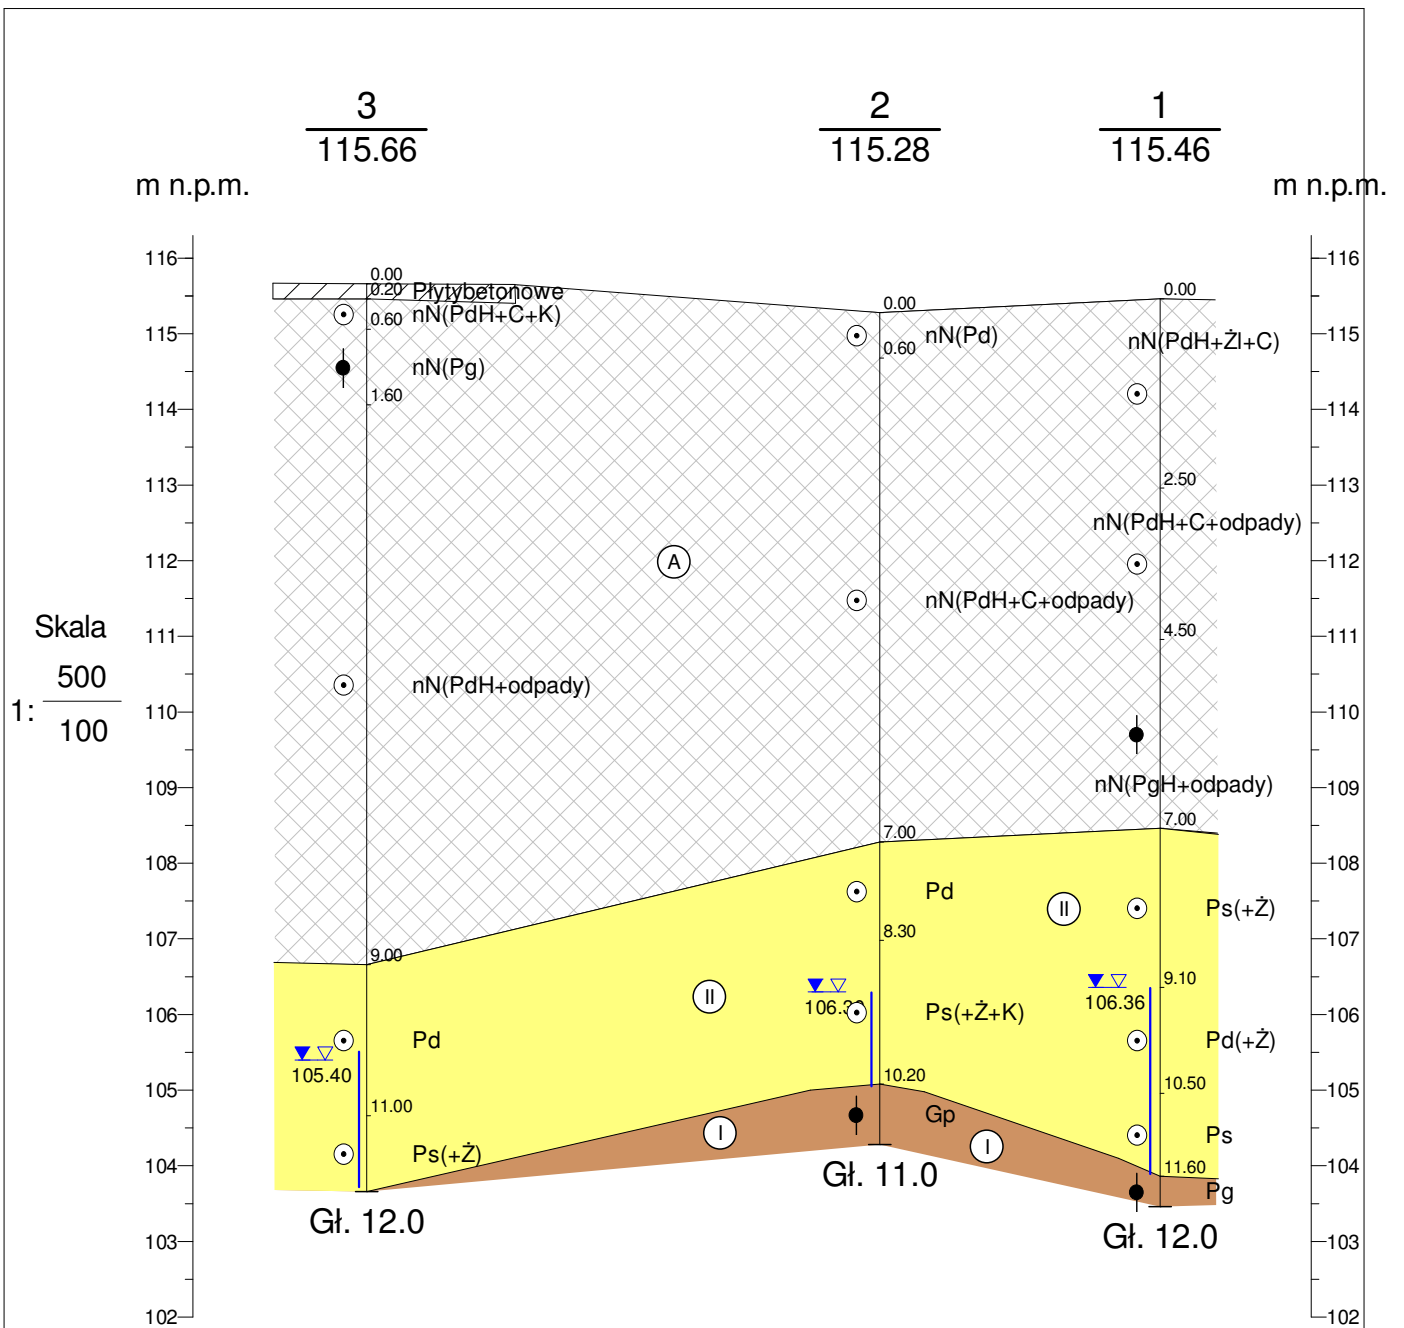 3
2
1
115.66
115.28
115.46
m n.p.m.
m n.p.m.
116
115
114
113
112
111
110
109
108
107
106
105
104
103
102
Skala
1:
500
100
0.00
0.20
Płytybetonowe
nN(PdH+C+K)
0.60
nN(Pg)
1.60
nN(PdH+odpady)
9.00
Pd
105.40
11.00
Ps(+Ż)
Gł. 12.0
A
II
I
0.00
nN(Pd)
0.60
nN(PdH+C+odpady)
7.00
Pd
8.30
Ps(+Ż+K)
10.20
Gp
Gł. 11.0
II
I
0.00
nN(PdH+Żl+C)
2.50
nN(PdH+C+odpady)
4.50
nN(PgH+odpady)
7.00
Ps(+Ż)
9.10
106.36
Pd(+Ż)
10.50
Ps
11.60
Pg
Gł. 12.0
116
115
114
113
112
111
110
109
108
107
106
105
104
103
102